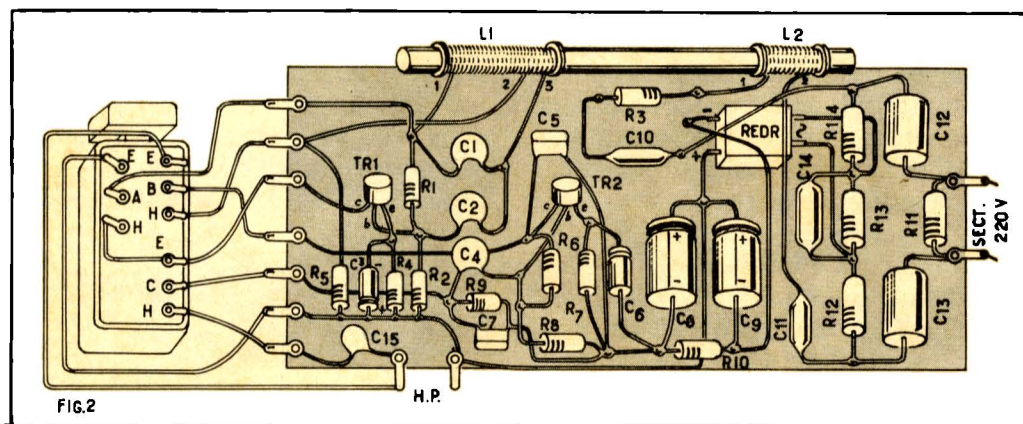 L1
L2
1
2
3
1
2
R3
C5
C10
REDR
-
+
~
R14
C12
E
E
A
B
H
H
E
C
H
TR1
c
b
e
R1
C1
C2
C4
TR2
c
b
e
C14
R13
R11
SECT.
220 V
R5
C3
R4
R2
R9
C7
R6
R7
R8
C6
+
-
C8
+
-
C9
R10
C11
R12
C13
C15
H.P.
FIG.2